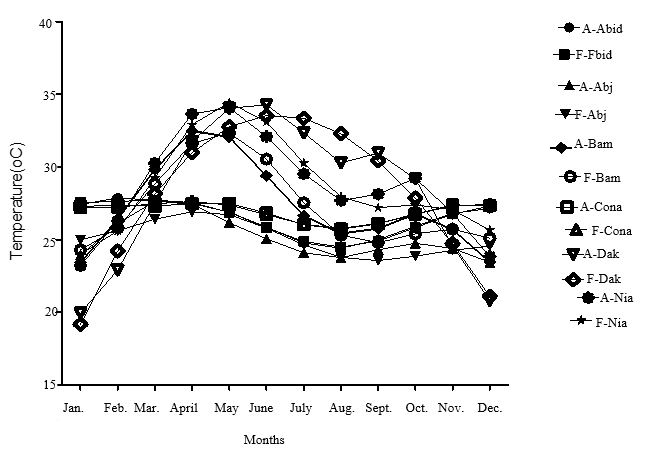 40
35
30
25
20
15
Temperature(oC)
Jan. Feb. Mar. April May June July Aug. Sept. Oct. Nov. Dec.
Months
A-Abid
F-Fbid
A-Abj
F-Abj
A-Bam
F-Bam
A-Cona
F-Cona
A-Dak
F-Dak
A-Nia
F-Nia